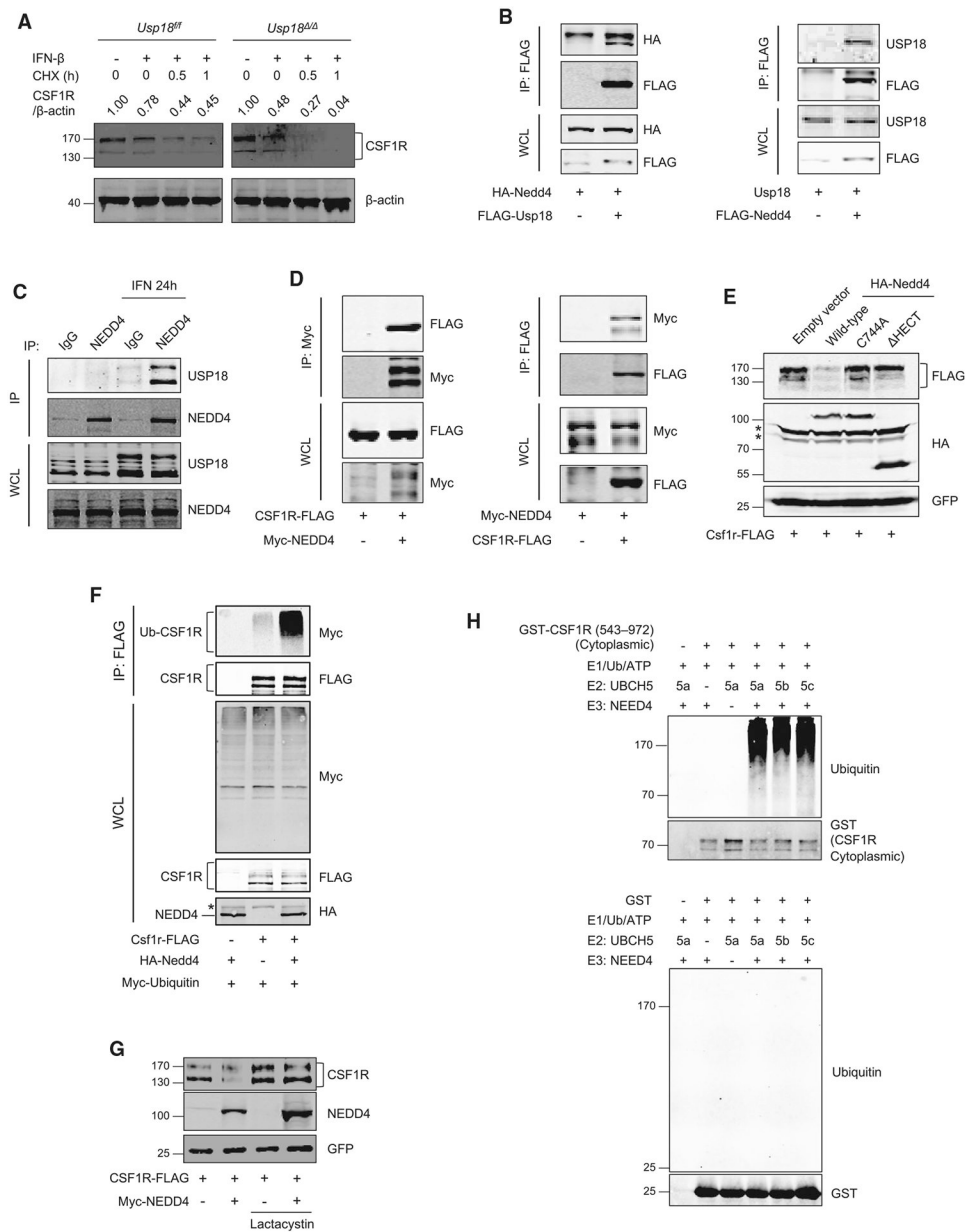 A
Usp18f/f Usp18Δ/Δ
IFN-β - + + + - + + +
CHX (h) 0 0 0.5 1 0 0 0.5 1
CSF1R
/β-actin 1.00 0.78 0.44 0.45 1.00 0.48 0.27 0.04
170
130
CSF1R
40
β-actin
B
IP: FLAG
HA
FLAG
WCL
HA
FLAG
HA-Nedd4 + +
FLAG-Usp18 - +
IP: FLAG
USP18
FLAG
WCL
USP18
FLAG
Usp18 + +
FLAG-Nedd4 - +
C
IFN 24h
IP: IgG NEDD4 IgG NEDD4
IP
USP18
NEDD4
WCL
USP18
NEDD4
D
IP: Myc
FLAG
Myc
WCL
FLAG
Myc
CSF1R-FLAG + +
Myc-NEDD4 - +
IP: FLAG
Myc
FLAG
WCL
Myc
FLAG
Myc-NEDD4 + +
CSF1R-FLAG - +
E
HA-Nedd4
Empty vector Wild-type C744A ΔHECT
170
130
FLAG
100
*
*
70
55
HA
25
GFP
Csf1r-FLAG + + + +
F
IP: FLAG
Ub-CSF1R
Myc
CSF1R
FLAG
WCL
Myc
CSF1R
FLAG
*
NEDD4
HA
Csf1r-FLAG - + +
HA-Nedd4 + - +
Myc-Ubiquitin + + +
G
170
130
CSF1R
100
NEDD4
25
GFP
CSF1R-FLAG + + + +
Myc-NEDD4 - + - +
Lactacystin
H
GST-CSF1R (543–972)
(Cytoplasmic) - + + + + +
E1/Ub/ATP + + + + + +
E2: UBCH5 5a - 5a 5a 5b 5c
E3: NEED4 + + - + + +
170
70
Ubiquitin
70
GST
(CSF1R
Cytoplasmic)
GST - + + + + +
E1/Ub/ATP + + + + + +
E2: UBCH5 5a - 5a 5a 5b 5c
E3: NEED4 + + - + + +
170
Ubiquitin
25
25
GST